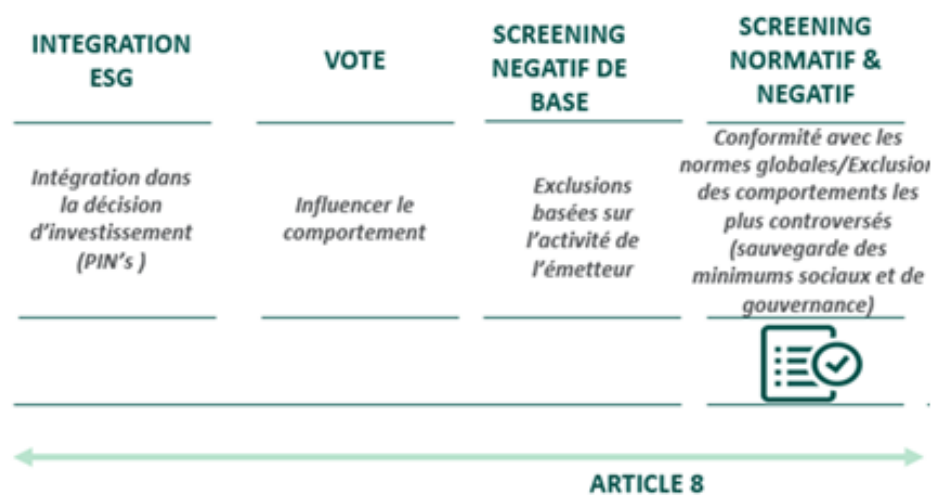 INTEGRATION
ESG
VOTE
SCREENING
NEGATIF DE
BASE
SCREENING
NORMATIF &
NEGATIF
Intégration dans
la décision
d'investissement
(PIN's )
Influencer le
comportement
Exclusions
basées sur
l'activité de
l'émetteur
Conformité avec les
normes globales/Exclusion
des comportements les
plus controversés
(sauvegarde des
minimums sociaux et de
gouvernance)
ARTICLE 8